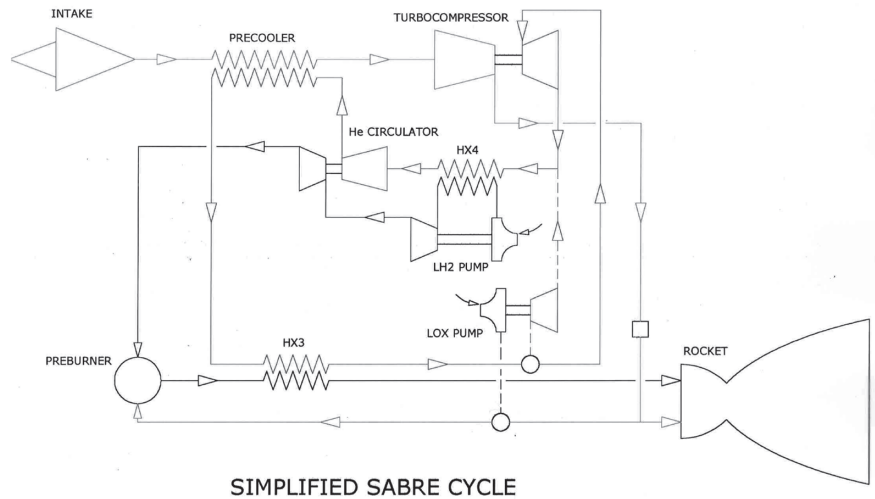 INTAKE
TURBOCOMPRESSOR
PRECOOLER
He CIRCULATOR
HX4
LH2 PUMP
LOX PUMP
HX3
ROCKET
PREBURNER
SIMPLIFIED SABRE CYCLE